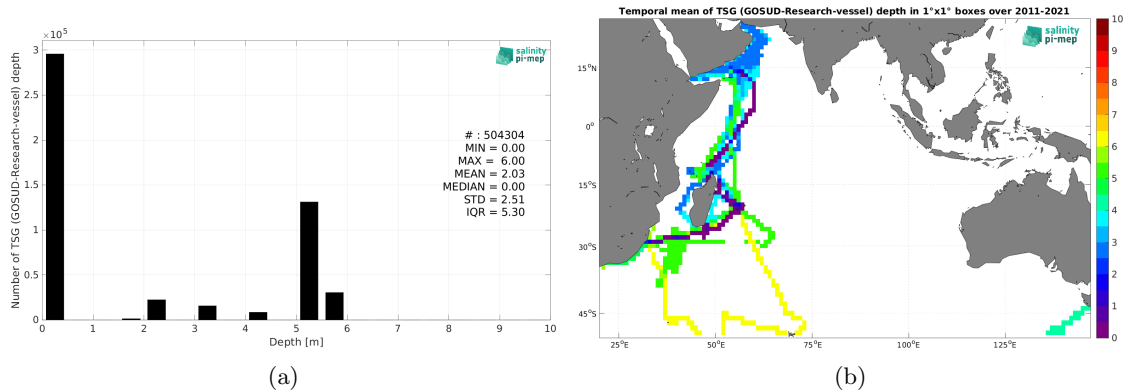 Number of TSG (GOSUD-Research-vessel) depth
×10^5
3
2.5
2
1.5
1
0.5
0
0 1 2 3 4 5 6 7 8 9 10
Depth [m]
salinity
pi-mep
# : 504304
MIN = 0.00
MAX = 6.00
MEAN = 2.03
MEDIAN = 0.00
STD = 2.51
IQR = 5.30
(a)
Temporal mean of TSG (GOSUD-Research-vessel) depth in 1°x1° boxes over 2011-2021
salinity
pi-mep
15°N
0°
15°S
30°S
45°S
25°E 50°E 75°E 100°E 125°E
10
9
8
7
6
5
4
3
2
1
0
(b)